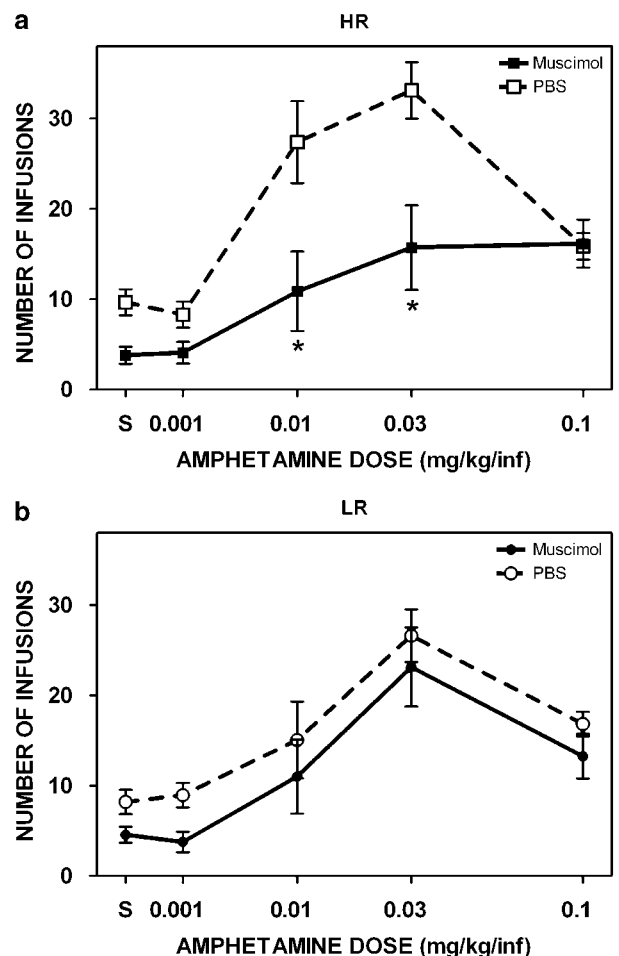 a
HR
Muscimol
PBS
NUMBER OF INFUSIONS
30
20
10
0
*
*
S 0.001 0.01 0.03 0.1
AMPHETAMINE DOSE (mg/kg/inf)
b
LR
Muscimol
PBS
NUMBER OF INFUSIONS
30
20
10
0
S 0.001 0.01 0.03 0.1
AMPHETAMINE DOSE (mg/kg/inf)